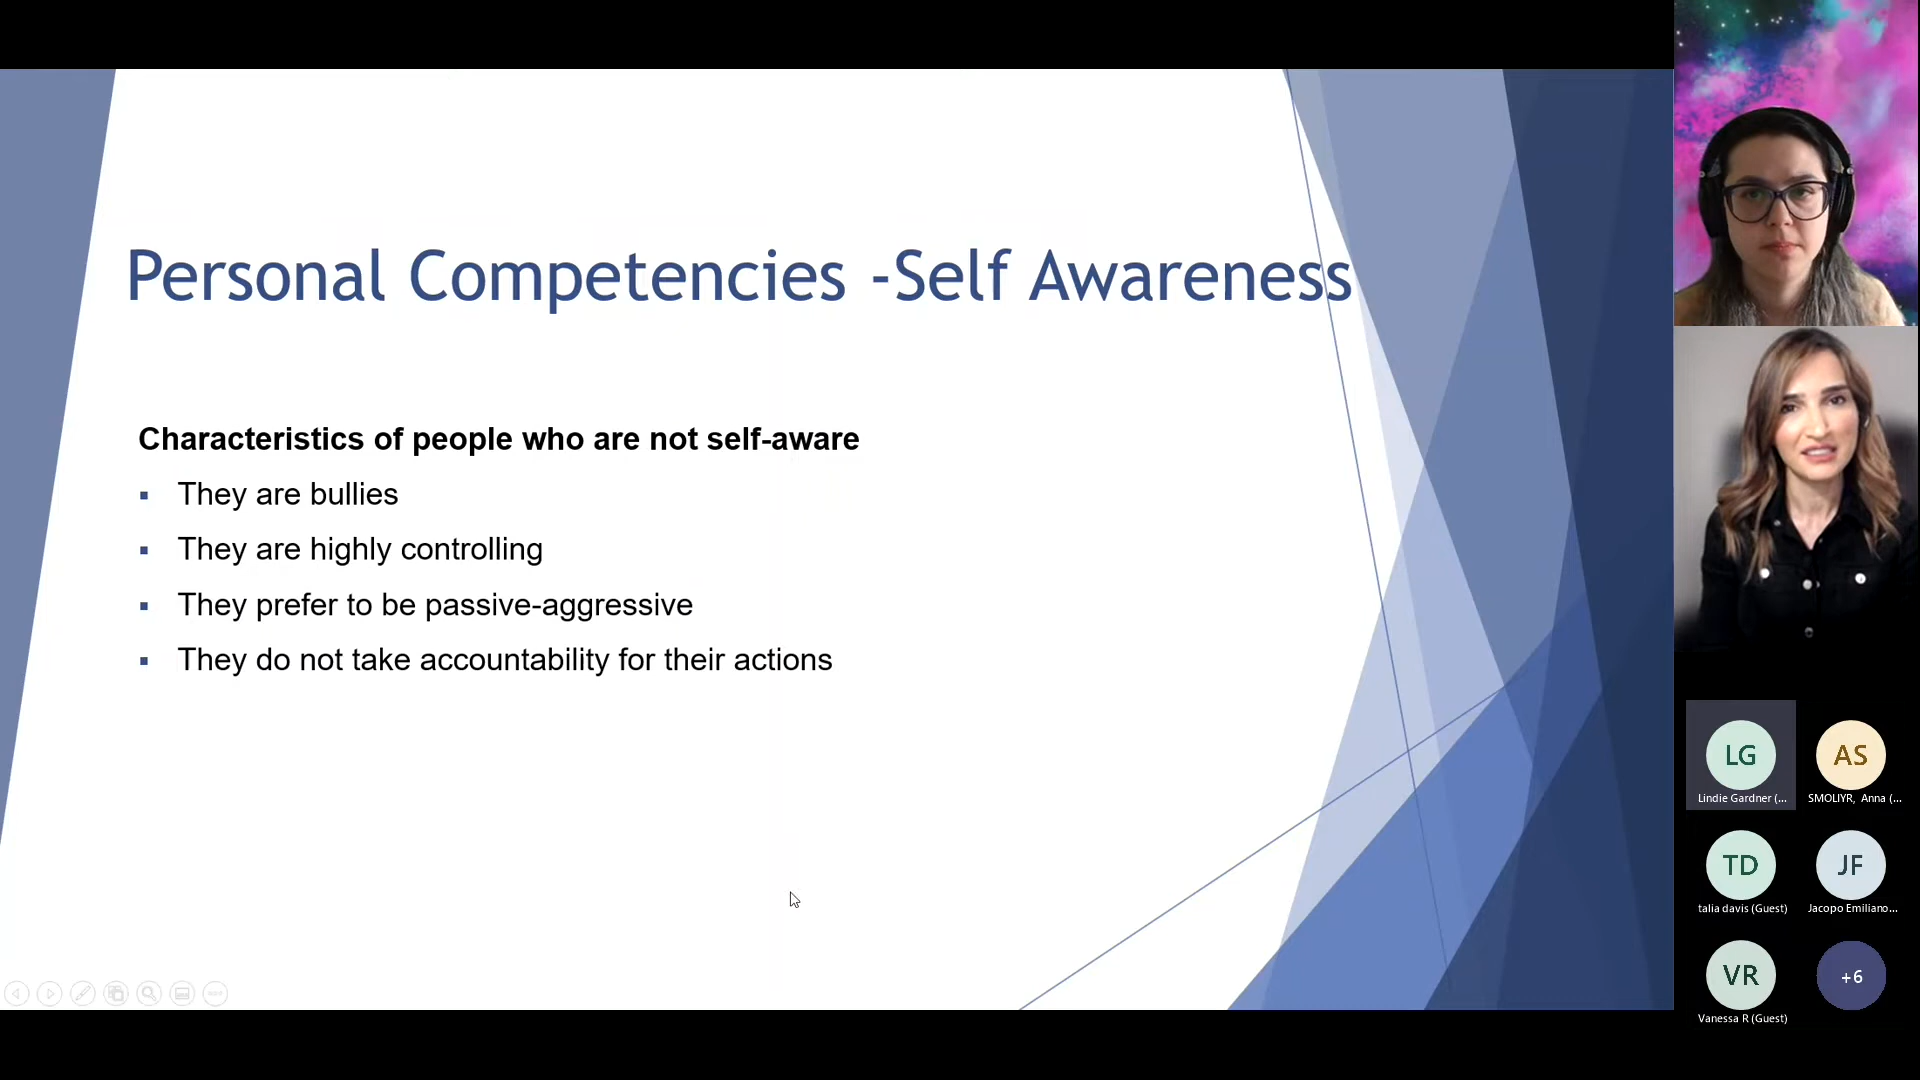 Personal Competencies -Self Awareness
Characteristics of people who are not self-aware
▪ They are bullies
▪ They are highly controlling
▪ They prefer to be passive-aggressive
▪ They do not take accountability for their actions
LG
Lindie Gardner (...
AS
SMOLIYR, Anna (...
TD
talia davis (Guest)
JF
Jacopo Emiliano...
VR
Vanessa R (Guest)
+6